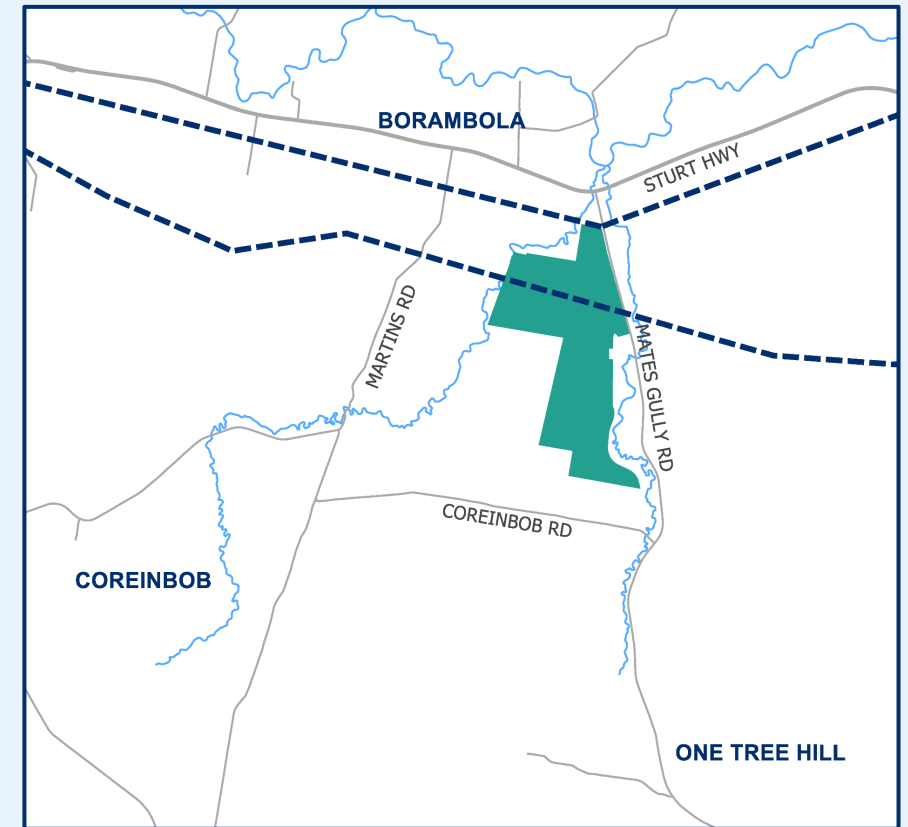 BORAMBOLA
STURT HWY
MARTINS RD
MATES GULLY RD
COREINBOB RD
COREINBOB
ONE TREE HILL